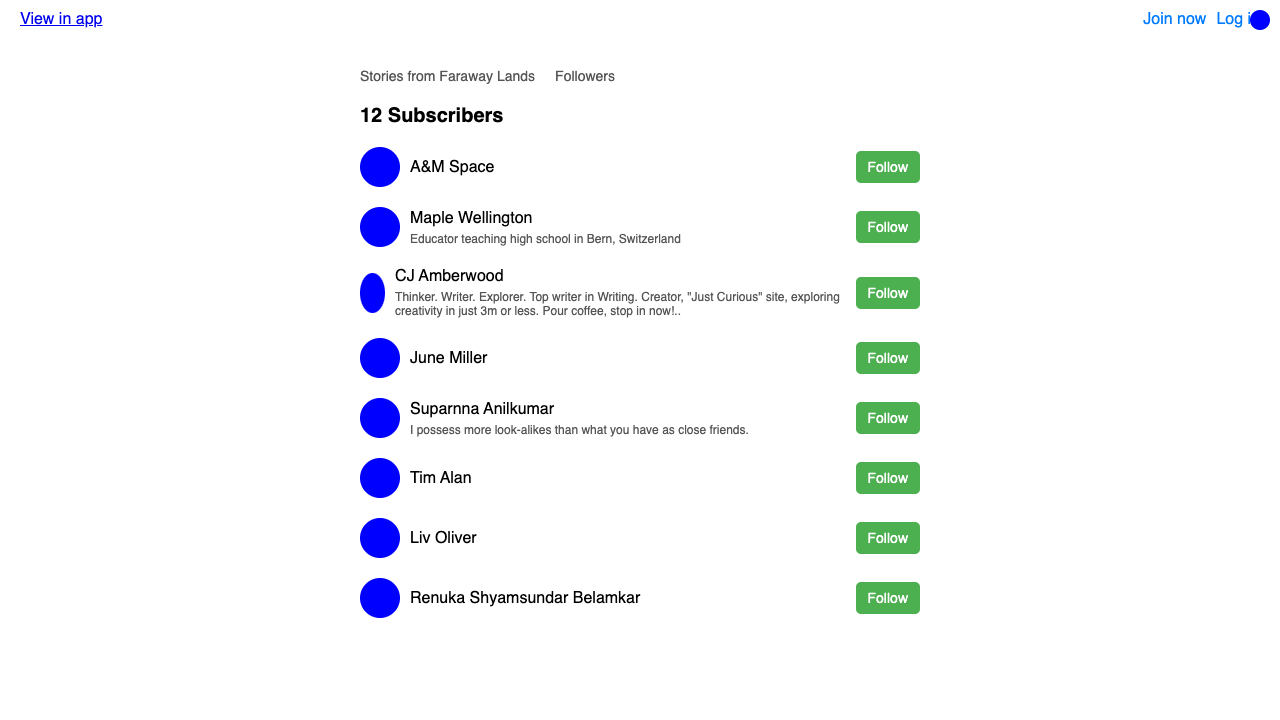 View in app
Join now Log i
Stories from Faraway Lands Followers
12 Subscribers
A&M Space
Follow
Maple Wellington
Educator teaching high school in Bern, Switzerland
Follow
CJ Amberwood
Thinker. Writer. Explorer. Top writer in Writing. Creator, "Just Curious" site, exploring
creativity in just 3m or less. Pour coffee, stop in now!..
Follow
June Miller
Follow
Suparnna Anilkumar
I possess more look-alikes than what you have as close friends.
Follow
Tim Alan
Follow
Liv Oliver
Follow
Renuka Shyamsundar Belamkar
Follow